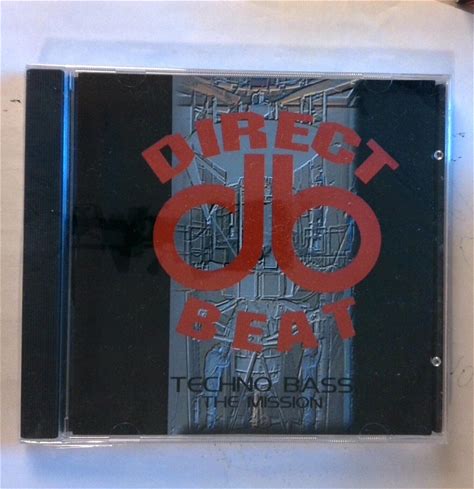 DIRECT
db
BEAT
TECHNO BASS
THE MISSION